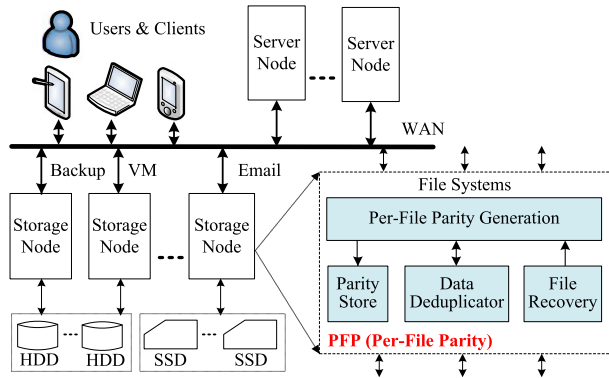 Users & Clients
Server
Node
Server
Node
WAN
Backup
VM
Email
Storage
Node
Storage
Node
Storage
Node
HDD
HDD
SSD
SSD
File Systems
Per-File Parity Generation
Parity
Store
Data
Deduplicator
File
Recovery
PFP (Per-File Parity)